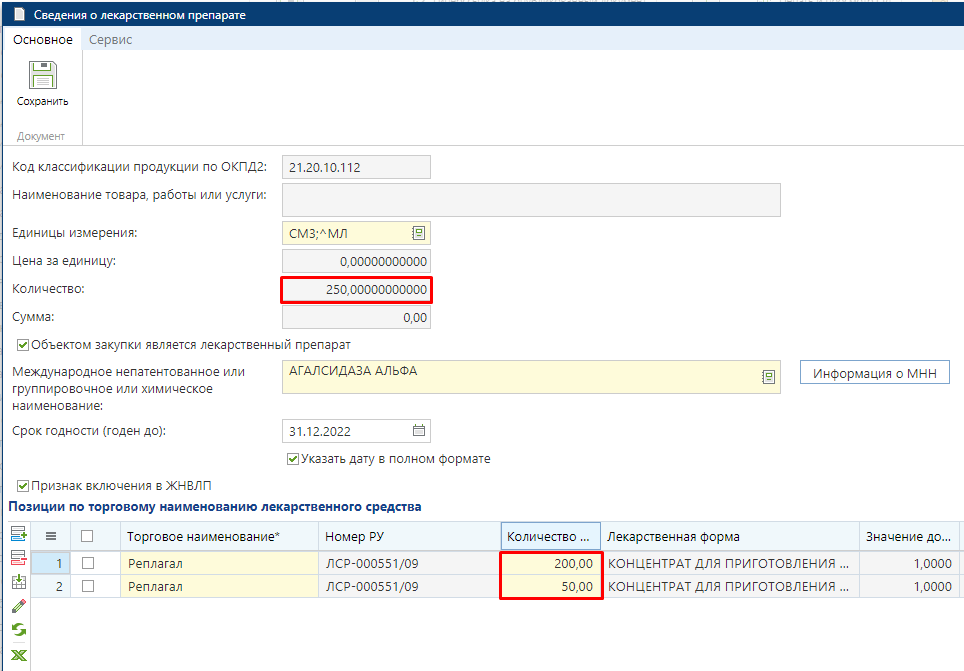 Сведения о лекарственном препарате
Основное Сервис
Сохранить
Документ
Код классификации продукции по ОКПД2: 21.20.10.112
Наименование товара, работы или услуги:
Единицы измерения: СМ3;^МЛ
Цена за единицу: 0,00000000000
Количество: 250,00000000000
Сумма: 0,00
Объектом закупки является лекарственный препарат
Международное непатентованное или
группировочное или химическое
наименование:
АГАЛСИДАЗА АЛЬФА
Информация о МНН
Срок годности (годен до): 31.12.2022
Указать дату в полном формате
Признак включения в ЖНВЛП
Позиции по торговому наименованию лекарственного средства
Торговое наименование* Номер РУ Количество ... Лекарственная форма Значение до...
1 Реплагал ЛСР-000551/09 200,00 КОНЦЕНТРАТ ДЛЯ ПРИГОТОВЛЕНИЯ ... 1,0000
2 Реплагал ЛСР-000551/09 50,00 КОНЦЕНТРАТ ДЛЯ ПРИГОТОВЛЕНИЯ ... 1,0000